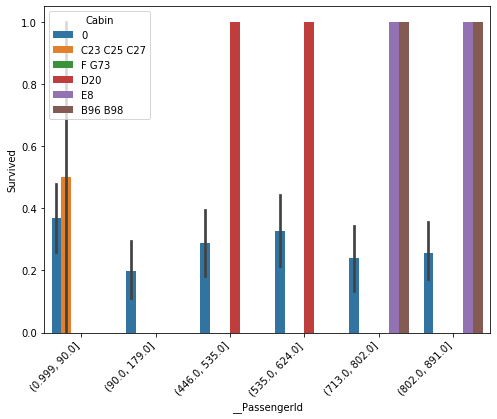 Cabin
0
C23 C25 C27
F G73
D20
E8
B96 B98
1.0
0.8
0.6
0.4
0.2
0.0
Survived
(0.999, 90.0]
(90.0, 179.0]
(446.0, 535.0]
(535.0, 624.0]
(713.0, 802.0]
(802.0, 891.0]
__PassengerId